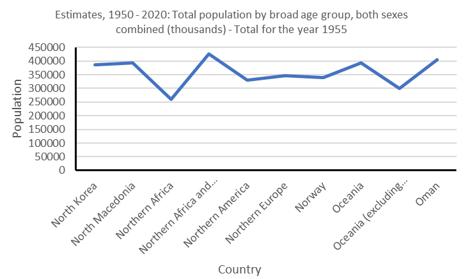 Estimates, 1950 - 2020: Total population by broad age group, both sexes
combined (thousands) - Total for the year 1955
450000
400000
350000
300000
250000
200000
150000
100000
50000
0
Population
North Korea
North Macedonia
Northern Africa
Northern Africa and...
Northern America
Northern Europe
Norway
Oceania
Oceania (excluding...
Oman
Country